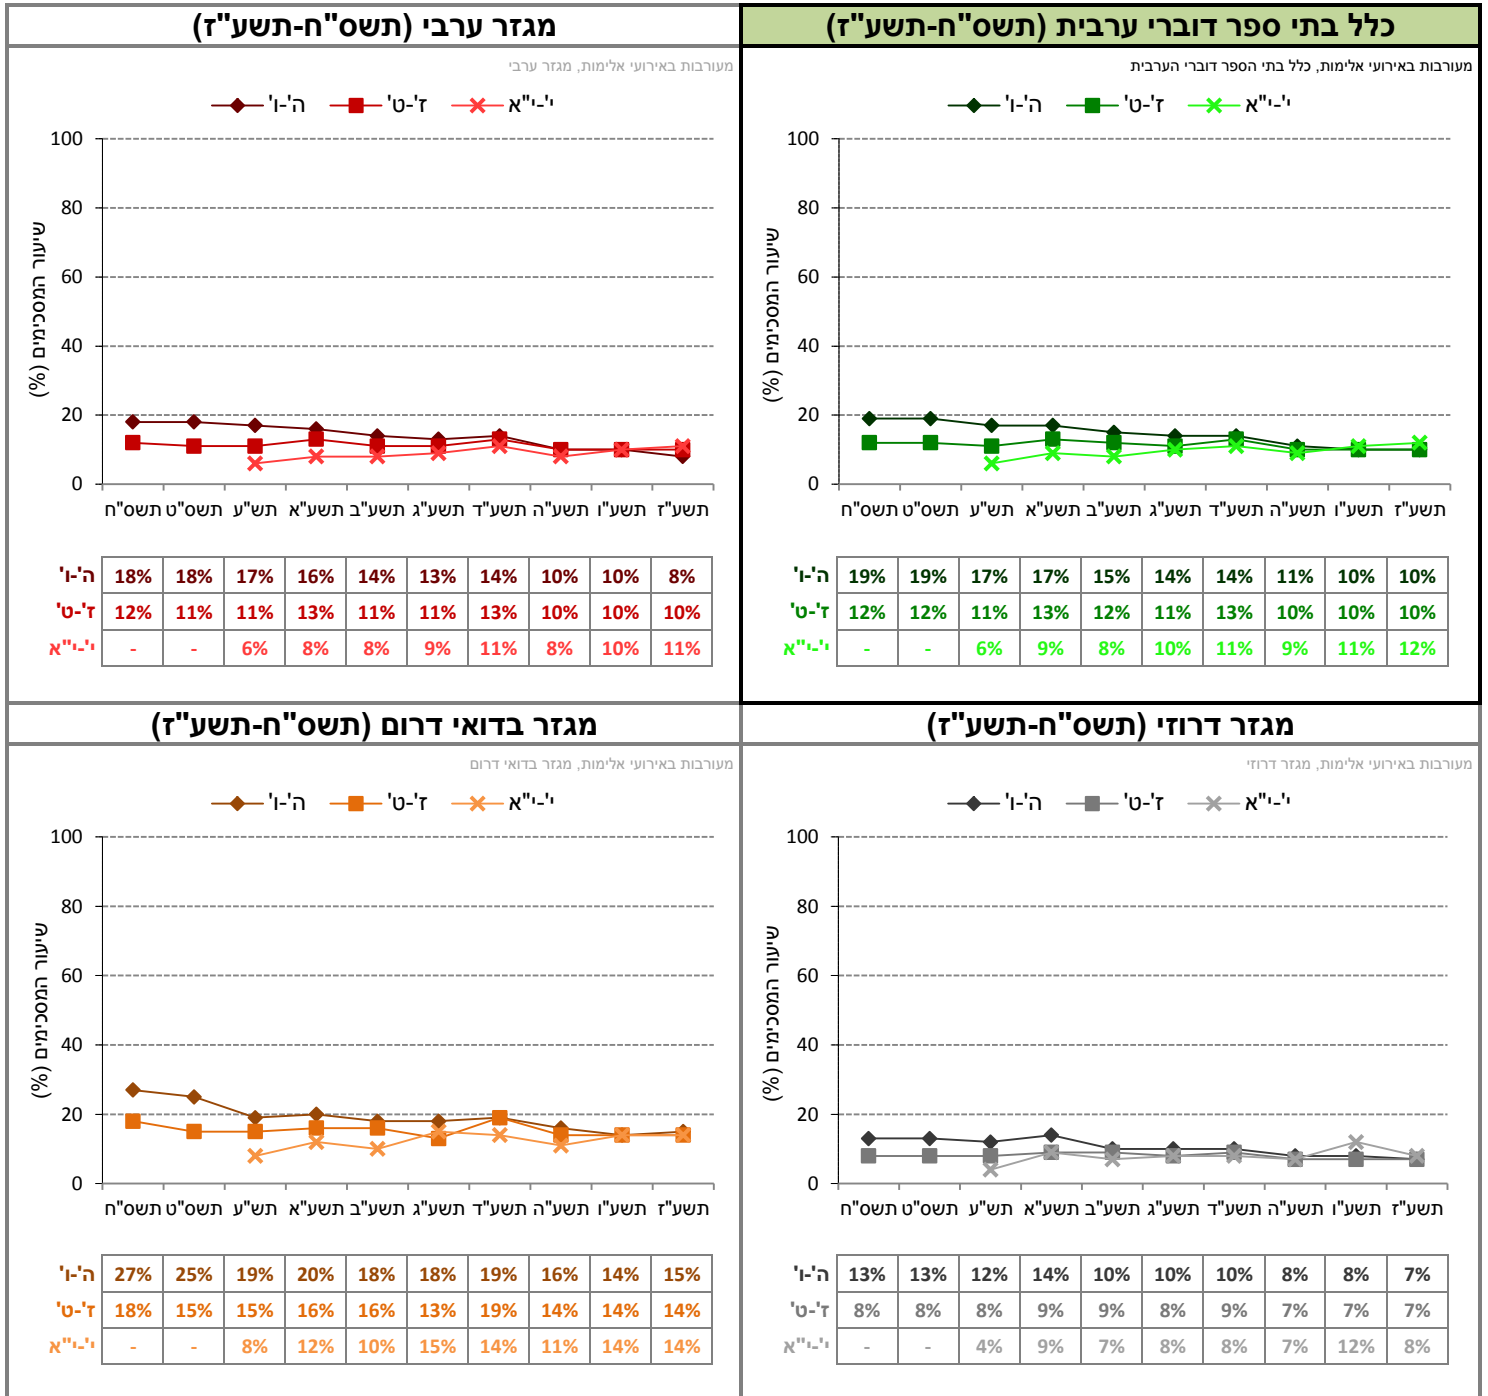 כלל בתי ספר דוברי ערבית (תשס"ח-תשע"ז)
מעורבות באירועי אלימות, כלל בתי הספר דוברי הערבית
ה'-ו' ז'-ט' י'-י"א
שיעור המסכימים (%)
100
80
60
40
20
0
תשס"ח תשס"ט תש"ע תשע"א תשע"ב תשע"ג תשע"ד תשע"ה תשע"ו תשע"ז
ה'-ו' 19% 19% 17% 17% 15% 14% 14% 11% 10% 10%
ז'-ט' 12% 12% 11% 13% 12% 11% 13% 10% 10% 10%
י'-י"א - - 6% 9% 8% 10% 11% 9% 11% 12%
מגזר ערבי (תשס"ח-תשע"ז)
מעורבות באירועי אלימות, מגזר ערבי
ה'-ו' ז'-ט' י'-י"א
שיעור המסכימים (%)
100
80
60
40
20
0
תשס"ח תשס"ט תש"ע תשע"א תשע"ב תשע"ג תשע"ד תשע"ה תשע"ו תשע"ז
ה'-ו' 18% 18% 17% 16% 14% 13% 14% 10% 10% 8%
ז'-ט' 12% 11% 11% 13% 11% 11% 13% 10% 10% 10%
י'-י"א - - 6% 8% 8% 9% 11% 8% 10% 11%
מגזר דרוזי (תשס"ח-תשע"ז)
מעורבות באירועי אלימות, מגזר דרוזי
ה'-ו' ז'-ט' י'-י"א
שיעור המסכימים (%)
100
80
60
40
20
0
תשס"ח תשס"ט תש"ע תשע"א תשע"ב תשע"ג תשע"ד תשע"ה תשע"ו תשע"ז
ה'-ו' 13% 13% 12% 14% 10% 10% 10% 8% 8% 7%
ז'-ט' 8% 8% 8% 9% 9% 8% 9% 7% 7% 7%
י'-י"א - - 4% 9% 7% 8% 8% 7% 12% 8%
מגזר בדואי דרום (תשס"ח-תשע"ז)
מעורבות באירועי אלימות, מגזר בדואי דרום
ה'-ו' ז'-ט' י'-י"א
שיעור המסכימים (%)
100
80
60
40
20
0
תשס"ח תשס"ט תש"ע תשע"א תשע"ב תשע"ג תשע"ד תשע"ה תשע"ו תשע"ז
ה'-ו' 27% 25% 19% 20% 18% 18% 19% 16% 14% 15%
ז'-ט' 18% 15% 15% 16% 16% 13% 19% 14% 14% 14%
י'-י"א - - 8% 12% 10% 15% 14% 11% 14% 14%